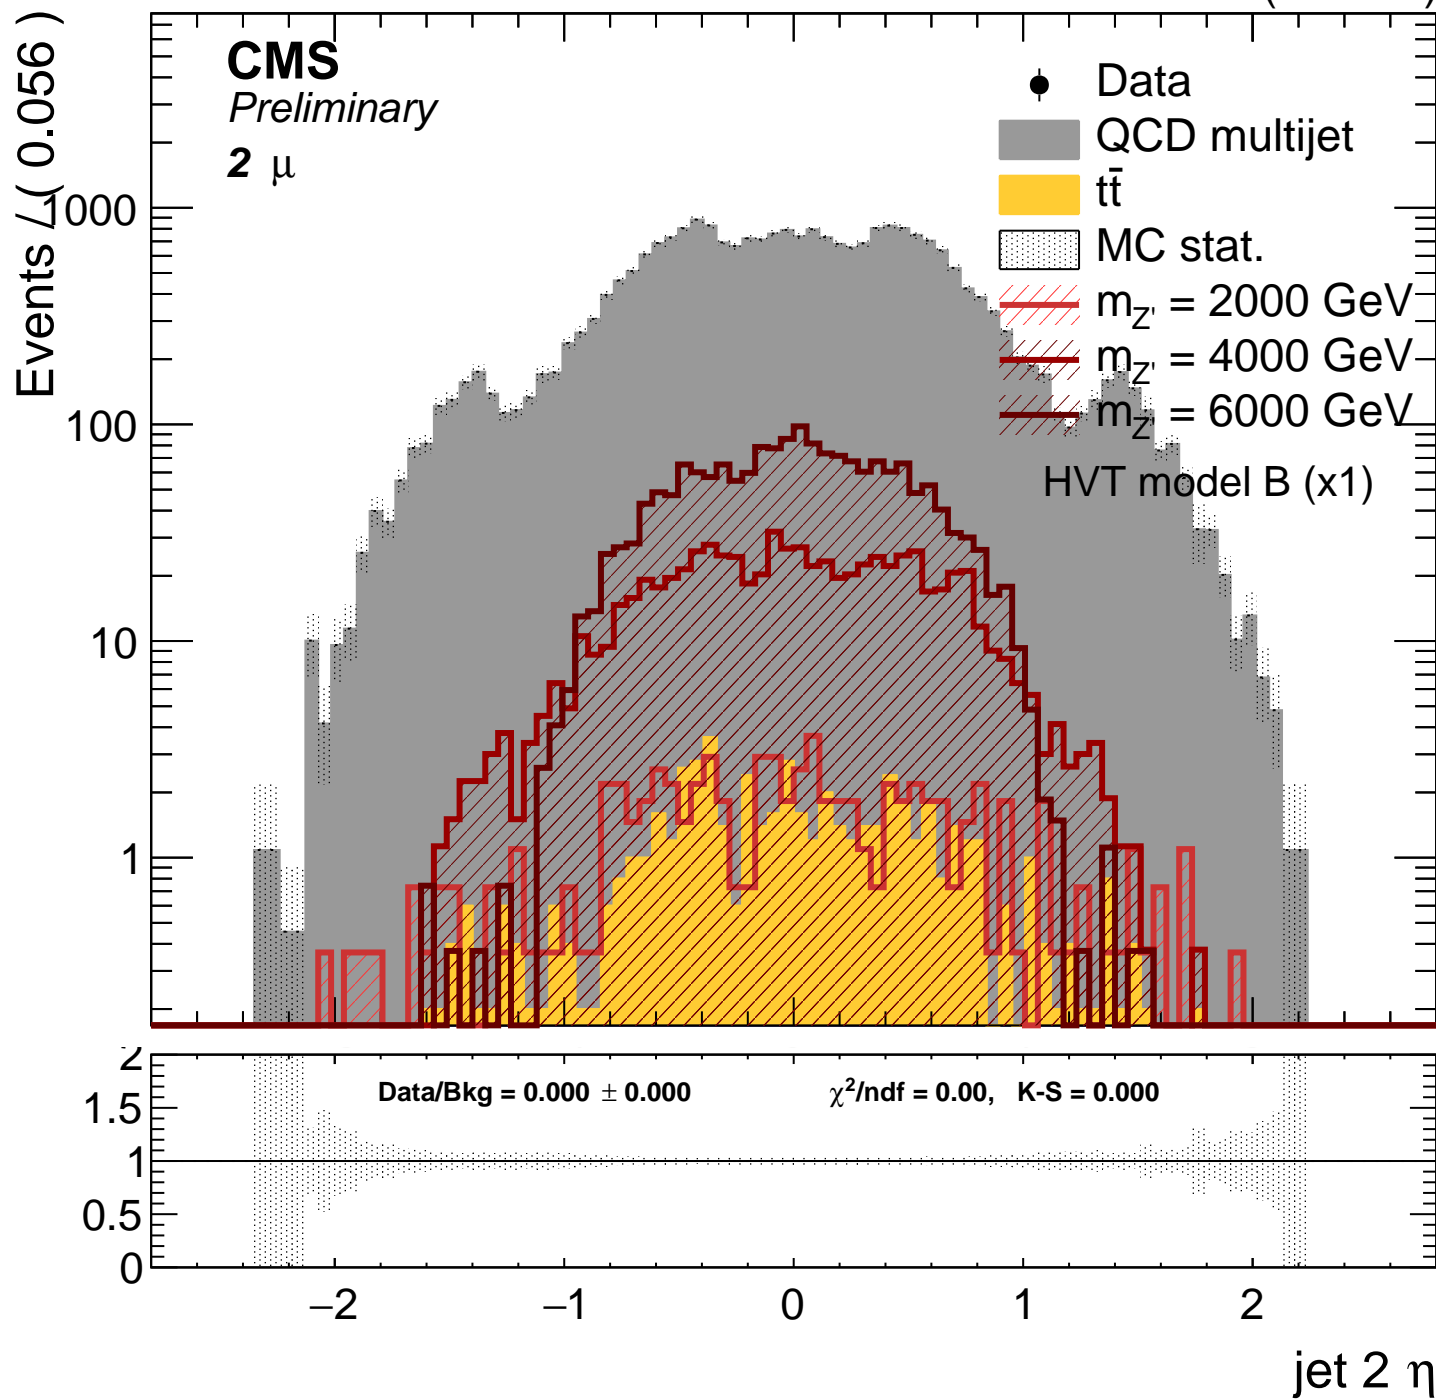 CMS
Preliminary
2 μ
Data
QCD multijet
tt̄
MC stat.
m_Z' = 2000 GeV
m_Z' = 4000 GeV
m_Z' = 6000 GeV
HVT model B (x1)
Events / ( 0.056 )
1000
100
10
1
Data/Bkg = 0.000 ± 0.000 χ²/ndf = 0.00, K-S = 0.000
2
1.5
1
0.5
0
−2 −1 0 1 2
jet 2 η